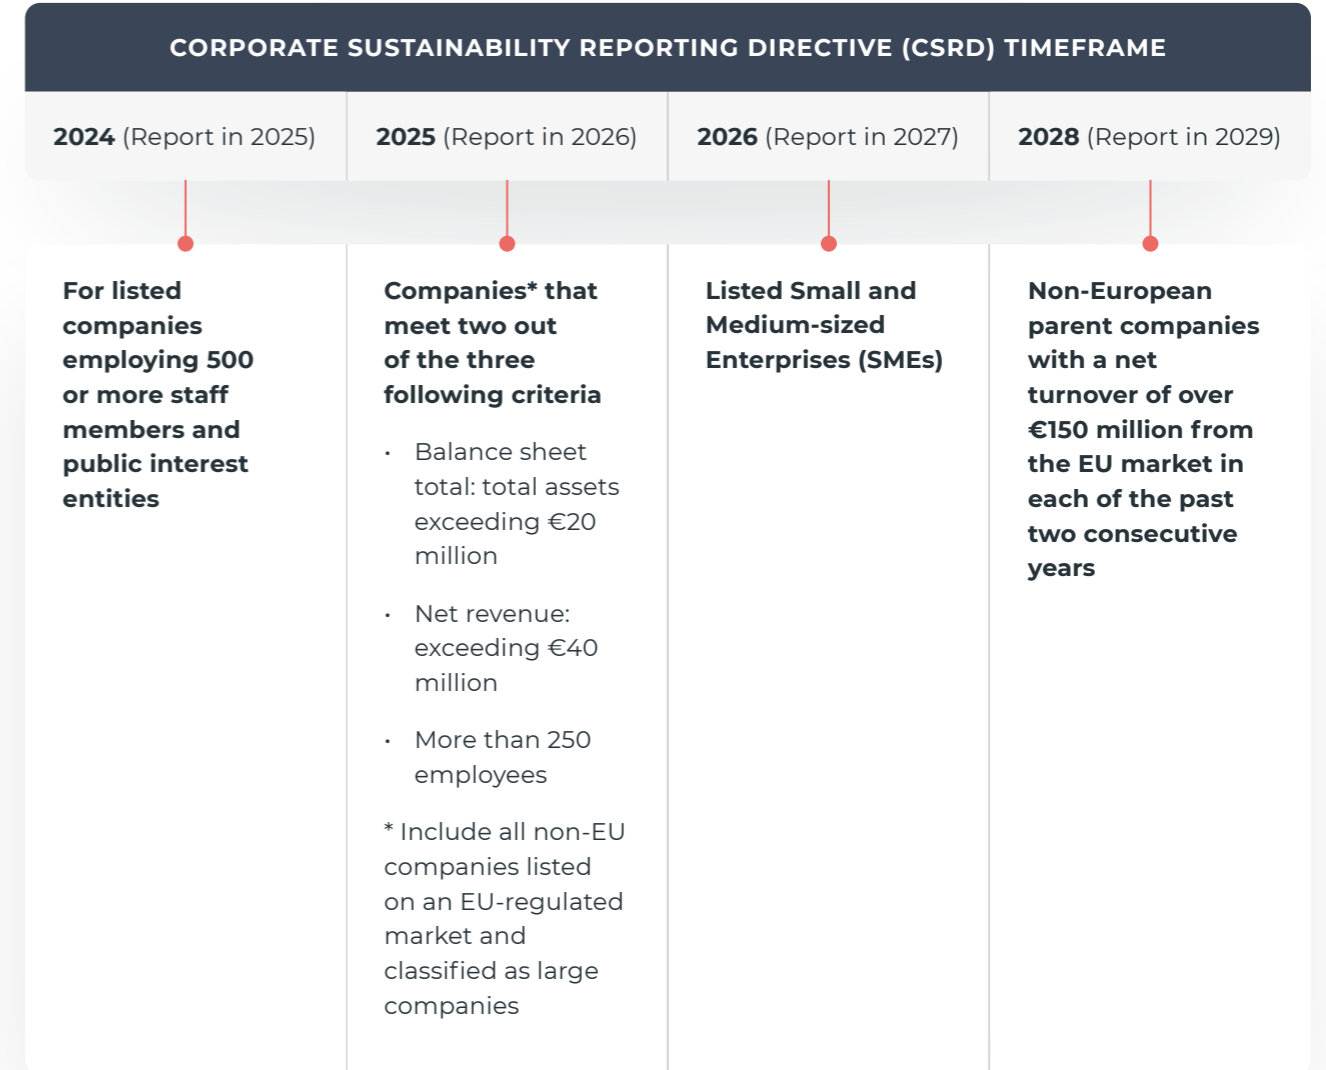 CORPORATE SUSTAINABILITY REPORTING DIRECTIVE (CSRD) TIMEFRAME
2024 (Report in 2025)
2025 (Report in 2026)
2026 (Report in 2027)
2028 (Report in 2029)
For listed
companies
employing 500
or more staff
members and
public interest
entities
Companies* that
meet two out
of the three
following criteria
• Balance sheet
total: total assets
exceeding €20
million
• Net revenue:
exceeding €40
million
• More than 250
employees
* Include all non-EU
companies listed
on an EU-regulated
market and
classified as large
companies
Listed Small and
Medium-sized
Enterprises (SMEs)
Non-European
parent companies
with a net
turnover of over
€150 million from
the EU market in
each of the past
two consecutive
years